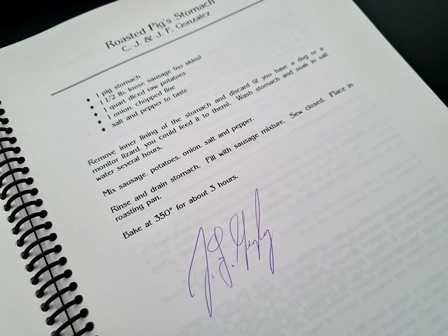 Roasted Pig's Stomach
C. J. & J. F. Gonzalez
• 1 pig stomach
• 1 1/2 lb. loose sausage (no skins)
• 1 quart diced raw potatoes
• 1 onion, chopped fine
• salt and pepper to taste
Remove inner lining of the stomach and discard (if you have a dog or a
monitor lizard, you could feed it to them). Wash stomach and soak in salt
water several hours.
Mix sausage, potatoes, onion, salt, and pepper.
Rinse and drain stomach. Fill with sausage mixture. Sew closed. Place in
roasting pan.
Bake at 350° for about 3 hours.